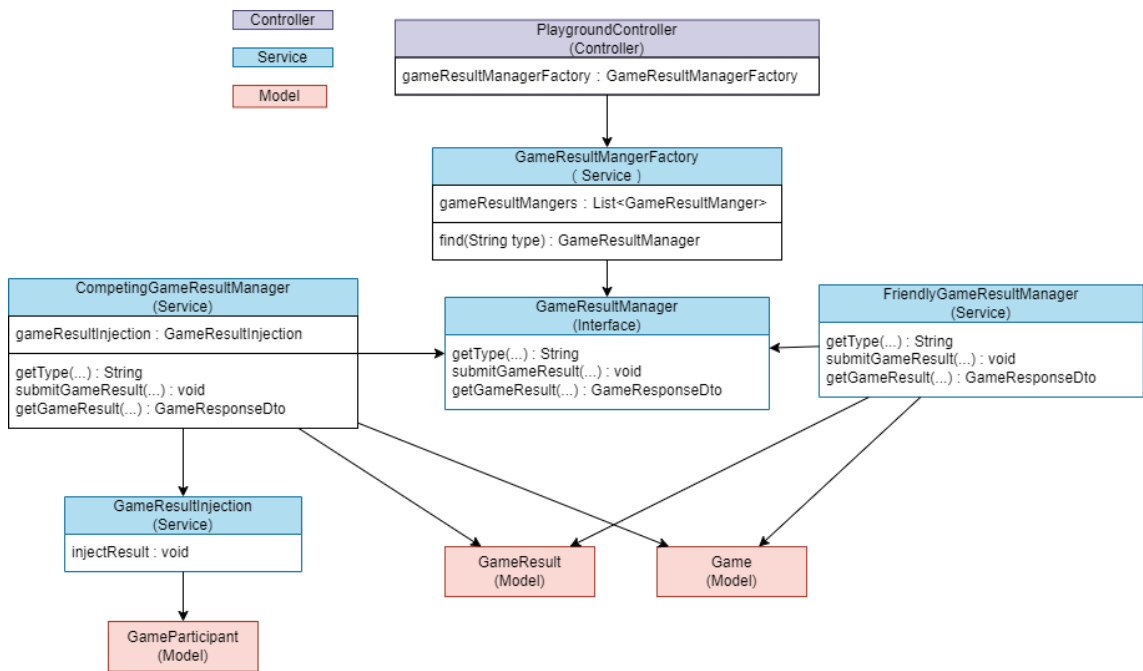 Controller
Service
Model
PlaygroundController
(Controller)
gameResultManagerFactory : GameResultManagerFactory
GameResultMangerFactory
( Service )
gameResultMangers : List<GameResultManger>
find(String type) : GameResultManager
CompetingGameResultManager
(Service)
gameResultInjection : GameResultInjection
getType(...) : String
submitGameResult(...) : void
getGameResult(...) : GameResponseDto
GameResultManager
(Interface)
getType(...) : String
submitGameResult(...) : void
getGameResult(...) : GameResponseDto
FriendlyGameResultManager
(Service)
getType(...) : String
submitGameResult(...) : void
getGameResult(...) : GameResponseDto
GameResultInjection
(Service)
injectResult : void
GameResult
(Model)
Game
(Model)
GameParticipant
(Model)